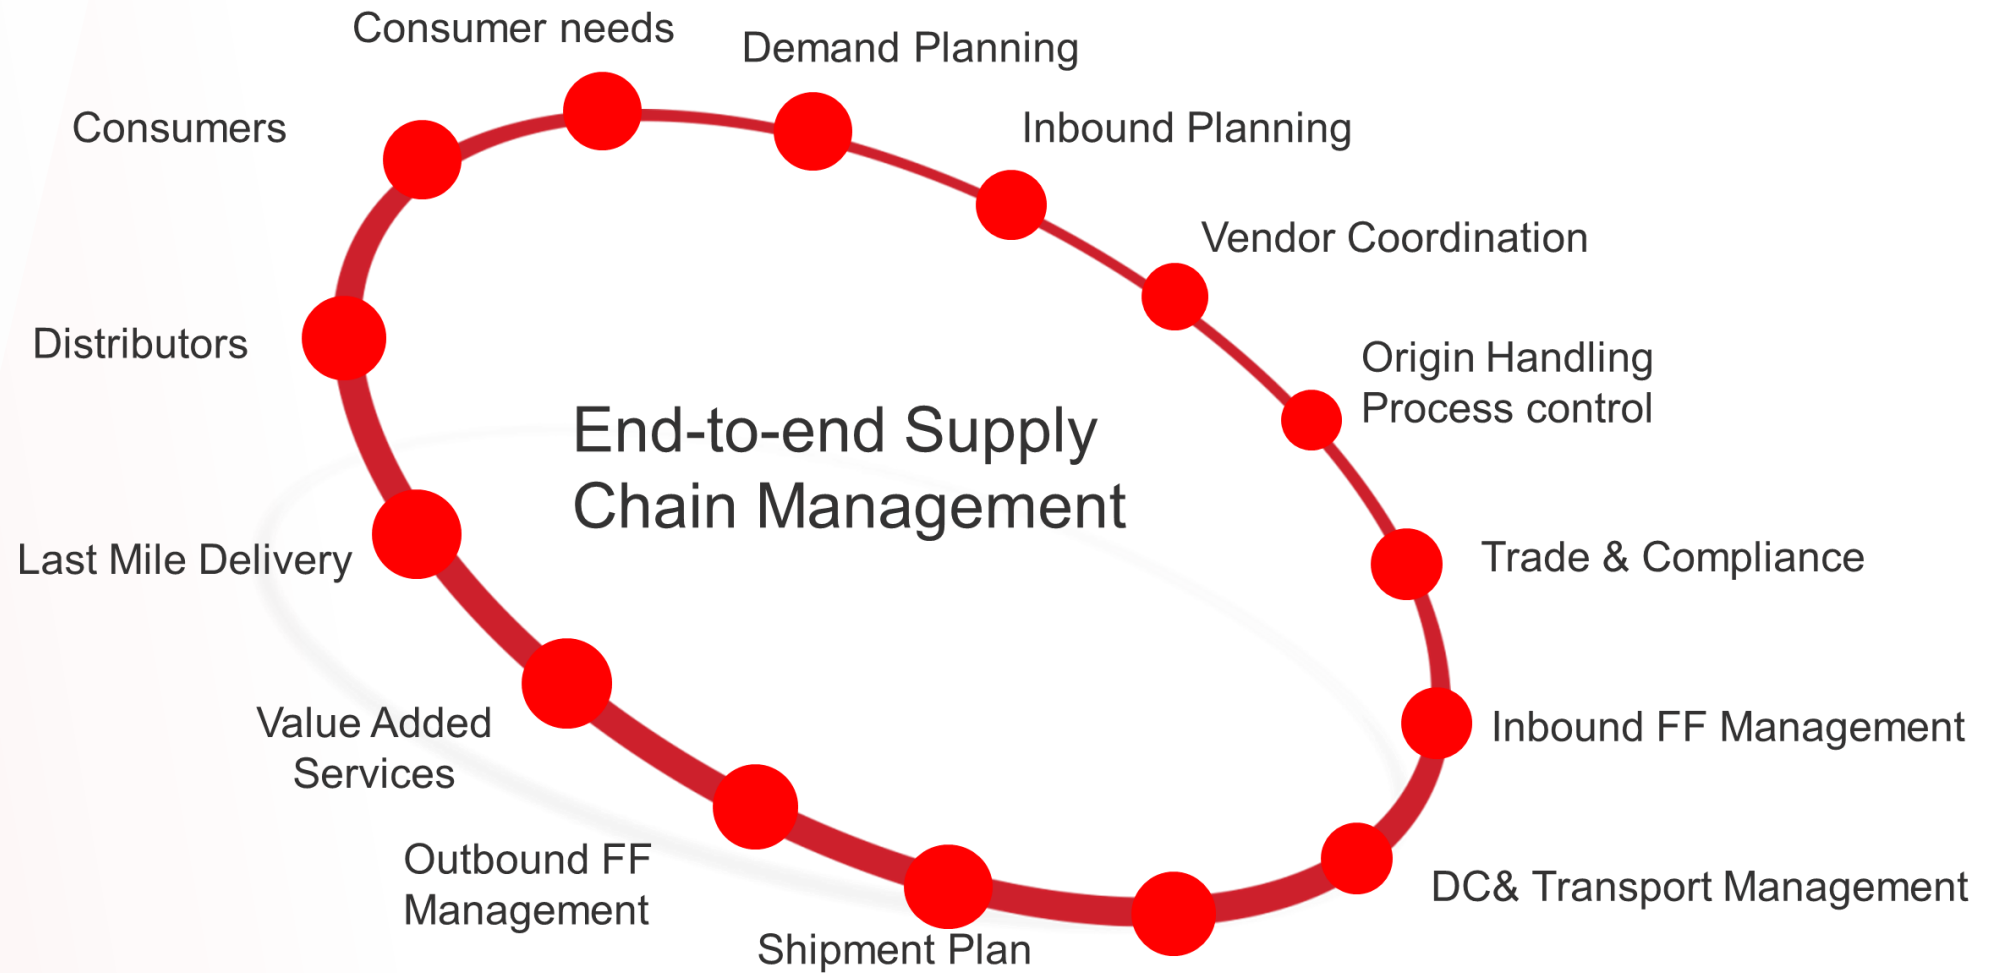 Consumer needs
Demand Planning
Consumers
Inbound Planning
Vendor Coordination
Distributors
Origin Handling
Process control
End-to-end Supply
Chain Management
Last Mile Delivery
Trade & Compliance
Value Added
Services
Inbound FF Management
Outbound FF
Management
DC& Transport Management
Shipment Plan